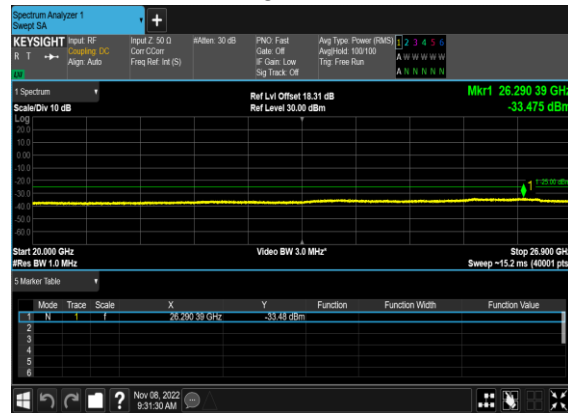 Spectrum Analyzer 1
Swept SA
+
KEYSIGHT
R T
Input: RF
Coupling: DC
Align: Auto
Input Z: 50 Ω
Corr CCorr
Freq Ref: Int (S)
#Atten: 30 dB
PNO: Fast
Gate: Off
IF Gain: Low
Sig Track: Off
Avg Type: Power (RMS)
Avg|Hold: 100/100
Trig: Free Run
1 2 3 4 5 6
A W W W W W
A N N N N N
1 Spectrum
Scale/Div 10 dB
Ref Lvl Offset 18.31 dB
Ref Level 30.00 dBm
Mkr1 26.290 39 GHz
-33.475 dBm
Log
20.0
10.0
0.00
-10.0
-20.0
-30.0
-40.0
-50.0
-60.0
1
-25.00 dBm
Start 20.000 GHz
#Res BW 1.0 MHz
Video BW 3.0 MHz*
Stop 26.900 GHz
Sweep ~15.2 ms (40001 pts)
5 Marker Table
Mode Trace Scale X Y Function Function Width Function Value
1 N 1 f 26.290 39 GHz -33.48 dBm
2
3
4
5
6
?
Nov 08, 2022
9:31:30 AM